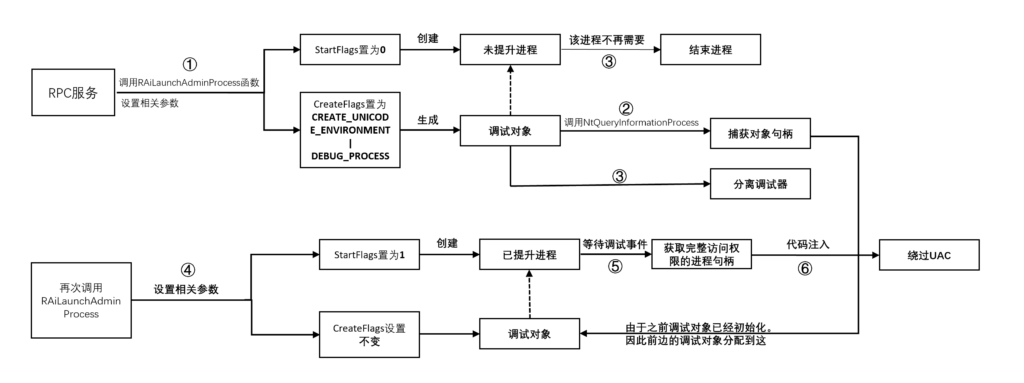 RPC服务
①
调用RAiLaunchAdminProcess函数
设置相关参数
StartFlags置为0
创建
未提升进程
该进程不再需要
③
结束进程
CreateFlags置为
CREATE_UNICOD
E_ENVIRONMENT
|
DEBUG_PROCESS
生成
调试对象
②
调用NtQueryInformationProcess
捕获对象句柄
③
分离调试器
再次调用
RAiLaunchAdmin
Process
④
设置相关参数
StartFlags置为1
创建
已提升进程
等待调试事件
⑤
获取完整访问权
限的进程句柄
代码注入
⑥
绕过UAC
CreateFlags设置
不变
调试对象
由于之前调试对象已经初始化。
因此前边的调试对象分配到这